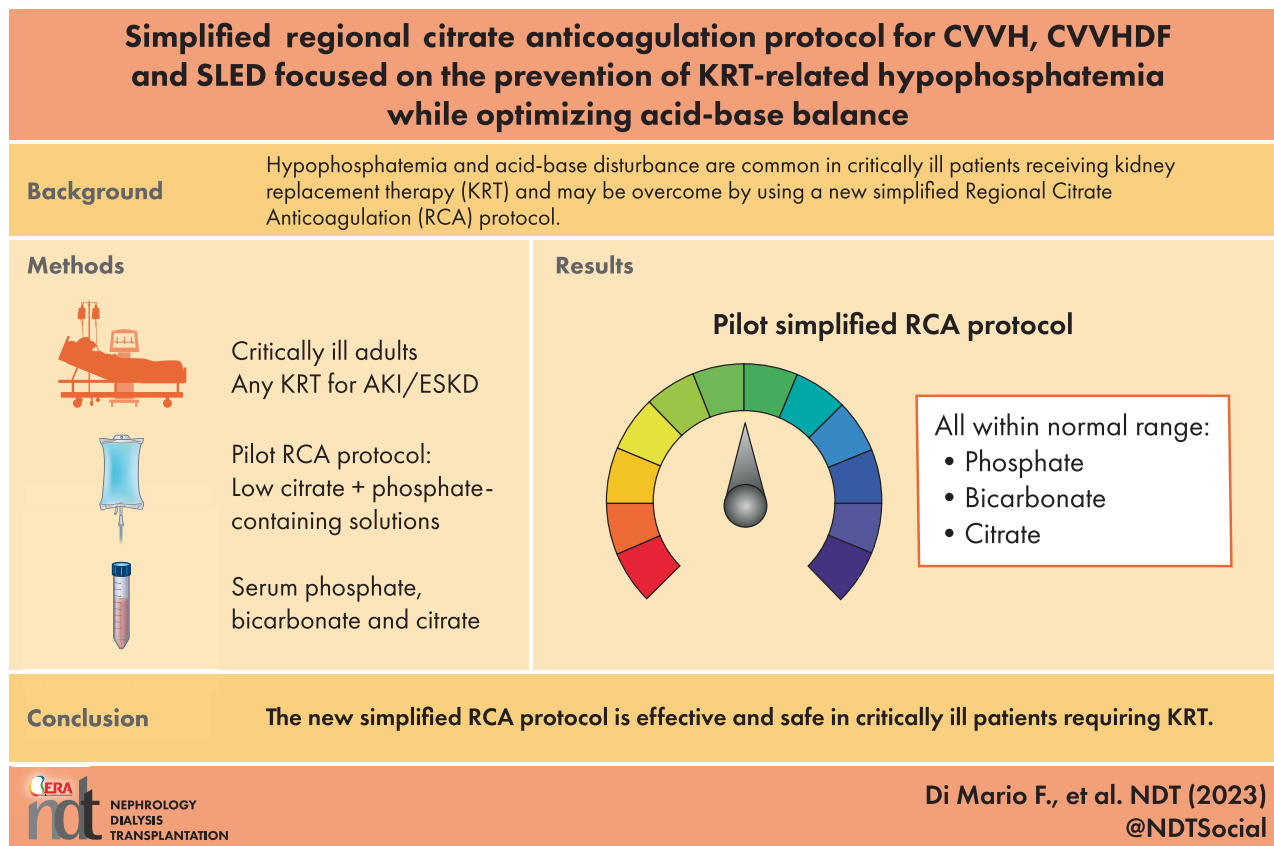 Simplified regional citrate anticoagulation protocol for CVVH, CVVHDF
and SLED focused on the prevention of KRT-related hypophosphatemia
while optimizing acid-base balance
Background
Hypophosphatemia and acid-base disturbance are common in critically ill patients receiving kidney
replacement therapy (KRT) and may be overcome by using a new simplified Regional Citrate
Anticoagulation (RCA) protocol.
Methods
Critically ill adults
Any KRT for AKI/ESKD
Pilot RCA protocol:
Low citrate + phosphate-
containing solutions
Serum phosphate,
bicarbonate and citrate
Results
Pilot simplified RCA protocol
All within normal range:
• Phosphate
• Bicarbonate
• Citrate
Conclusion
The new simplified RCA protocol is effective and safe in critically ill patients requiring KRT.
ERA
ndt
NEPHROLOGY
DIALYSIS
TRANSPLANTATION
Di Mario F., et al. NDT (2023)
@NDTSocial